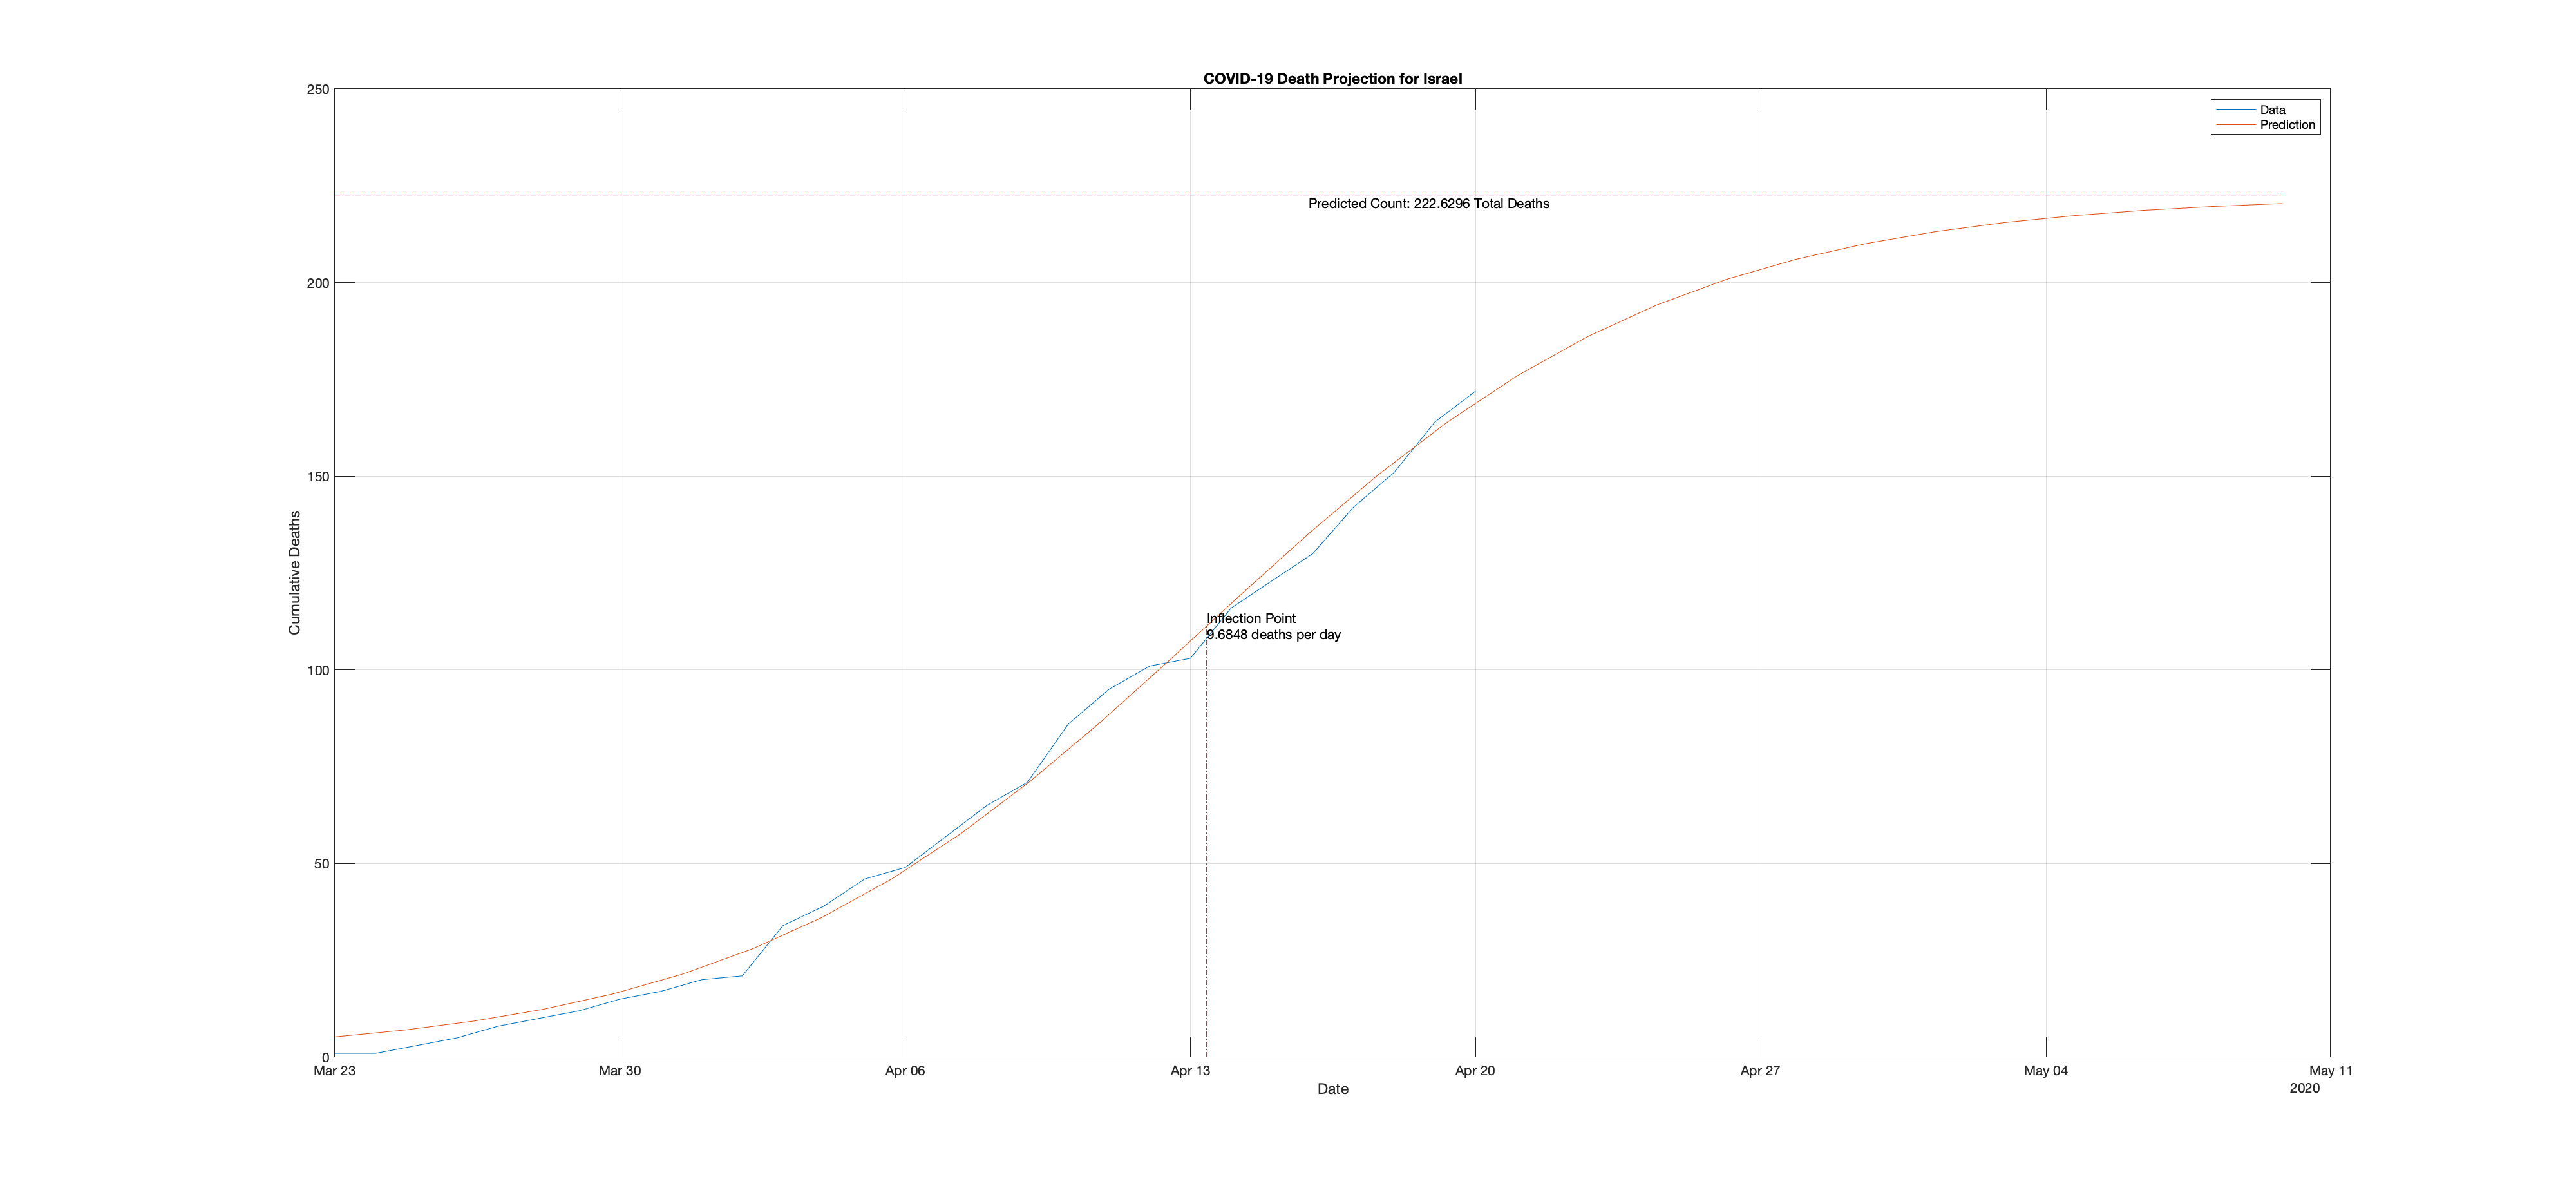 COVID-19 Death Projection for Israel
250
200
150
100
50
0
Cumulative Deaths
Data
Prediction
Predicted Count: 222.6296 Total Deaths
Inflection Point
9.6848 deaths per day
Mar 23
Mar 30
Apr 06
Apr 13
Apr 20
Apr 27
May 04
May 11
2020
Date